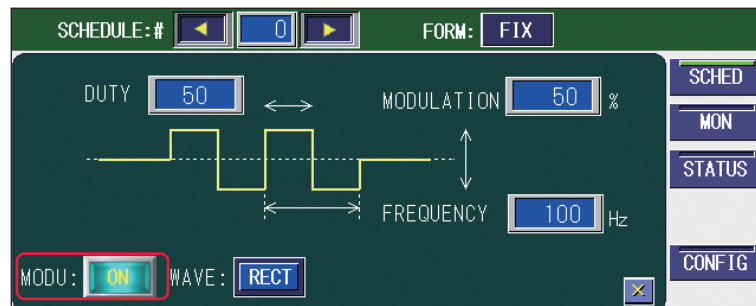 SCHEDULE:# 0 FORM: FIX
DUTY 50 MODULATION 50 %
FREQUENCY 100 Hz
MODU: ON WAVE: RECT ×
SCHED
MON
STATUS
CONFIG